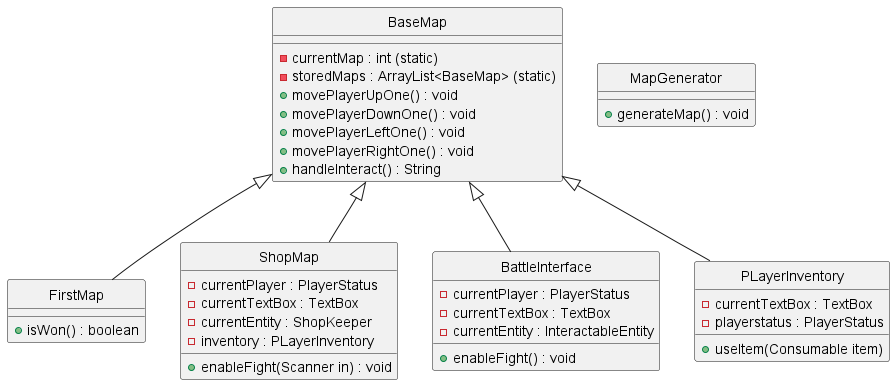 BaseMap
currentMap : int (static)
storedMaps : ArrayList<BaseMap> (static)
movePlayerUpOne() : void
movePlayerDownOne() : void
movePlayerLeftOne() : void
movePlayerRightOne() : void
handleInteract() : String
MapGenerator
generateMap() : void
FirstMap
isWon() : boolean
ShopMap
currentPlayer : PlayerStatus
currentTextBox : TextBox
currentEntity : ShopKeeper
inventory : PLayerInventory
enableFight(Scanner in) : void
BattleInterface
currentPlayer : PlayerStatus
currentTextBox : TextBox
currentEntity : InteractableEntity
enableFight() : void
PLayerInventory
currentTextBox : TextBox
playerstatus : PlayerStatus
useItem(Consumable item)